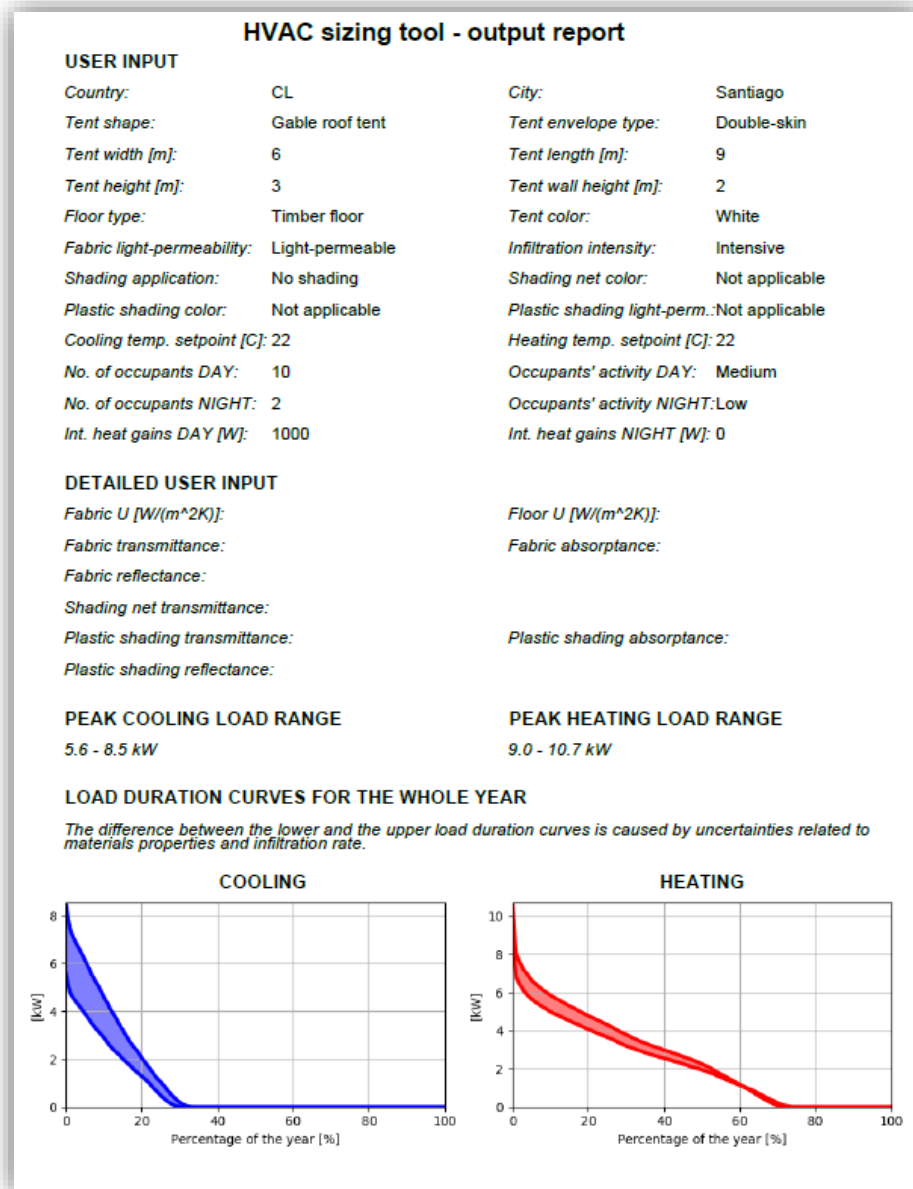 HVAC sizing tool - output report
USER INPUT
Country: CL City: Santiago
Tent shape: Gable roof tent Tent envelope type: Double-skin
Tent width [m]: 6 Tent length [m]: 9
Tent height [m]: 3 Tent wall height [m]: 2
Floor type: Timber floor Tent color: White
Fabric light-permeability: Light-permeable Infiltration intensity: Intensive
Shading application: No shading Shading net color: Not applicable
Plastic shading color: Not applicable Plastic shading light-perm.:Not applicable
Cooling temp. setpoint [C]: 22 Heating temp. setpoint [C]: 22
No. of occupants DAY: 10 Occupants' activity DAY: Medium
No. of occupants NIGHT: 2 Occupants' activity NIGHT:Low
Int. heat gains DAY [W]: 1000 Int. heat gains NIGHT [W]: 0
DETAILED USER INPUT
Fabric U [W/(m^2K)]: Floor U [W/(m^2K)]:
Fabric transmittance: Fabric absorptance:
Fabric reflectance:
Shading net transmittance:
Plastic shading transmittance: Plastic shading absorptance:
Plastic shading reflectance:
PEAK COOLING LOAD RANGE PEAK HEATING LOAD RANGE
5.6 - 8.5 kW 9.0 - 10.7 kW
LOAD DURATION CURVES FOR THE WHOLE YEAR
The difference between the lower and the upper load duration curves is caused by uncertainties related to
materials properties and infiltration rate.
COOLING
8
6
4
2
0
[kW]
0 20 40 60 80 100
Percentage of the year [%]
HEATING
10
8
6
4
2
0
[kW]
0 20 40 60 80 100
Percentage of the year [%]